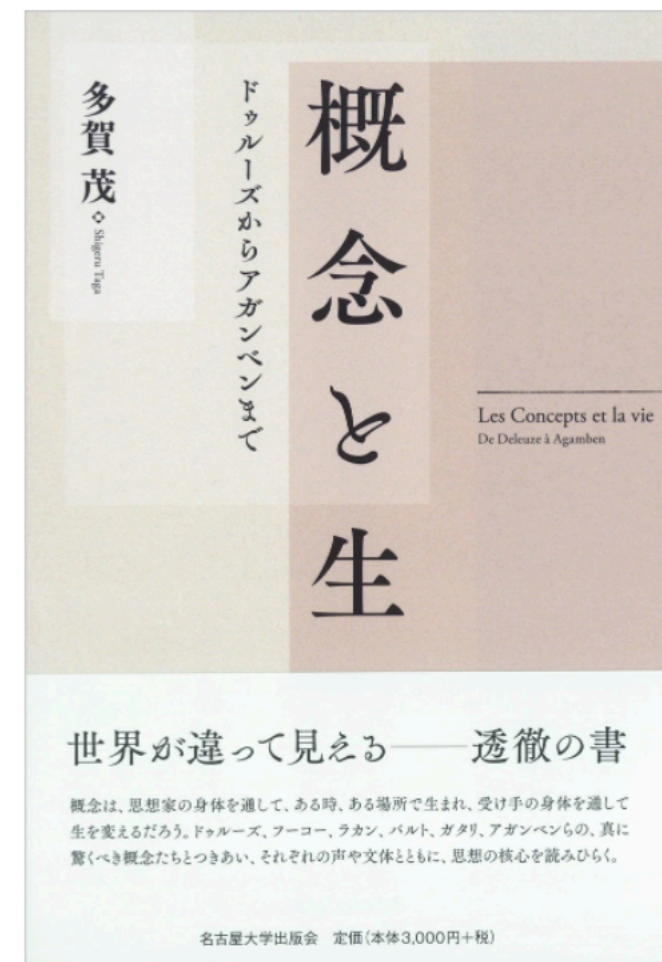 概念と生
ドゥルーズからアガンベンまで
多賀 茂 Shigeru Taga
Les Concepts et la vie
De Deleuze à Agamben
世界が違って見える——透徹の書
概念は、思想家の身体を通して、ある時、ある場所で生まれ、受け手の身体を通して
生を変えるだろう。ドゥルーズ、フーコー、ラカン、バルト、ガタリ、アガンベンらの、真に
驚くべき概念たちとつきあい、それぞれの声や文体とともに、思想の核心を読みひらく。
名古屋大学出版会 定価(本体3,000円+税)